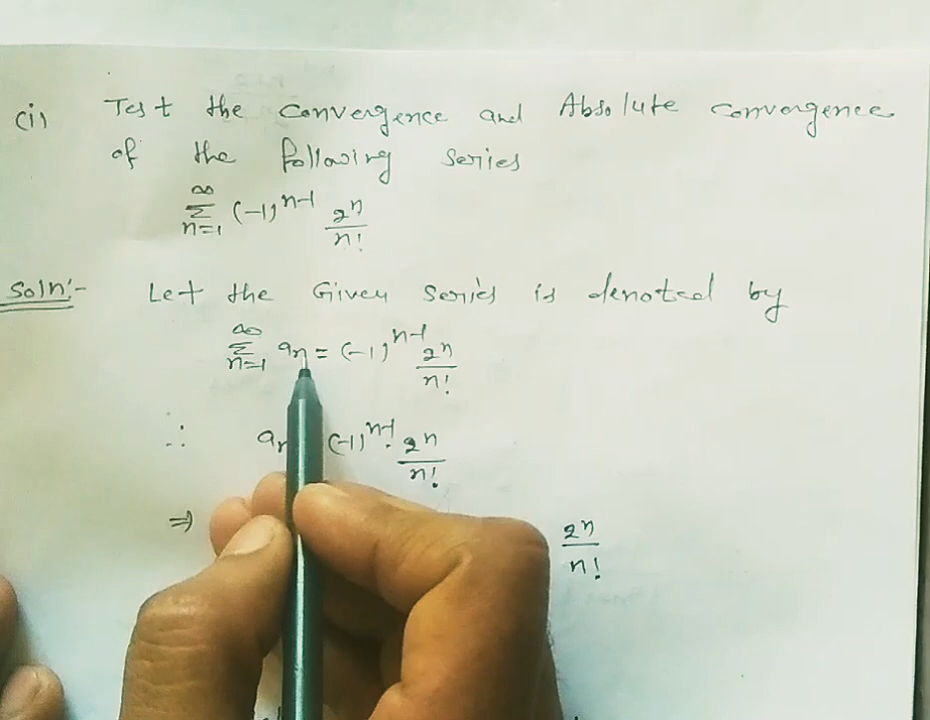 (i) Test the convergence and Absolute convergence
of the following series
∞
Σ (-1)^{n-1} 2^n/n!
n=1
Soln:- Let the Given series is denoted by
∞
Σ a_n = (-1)^{n-1} 2^n/n!
n=1
∴ a_n (-1)^{n-1} 2^n/n!
⇒ 2^n/n!